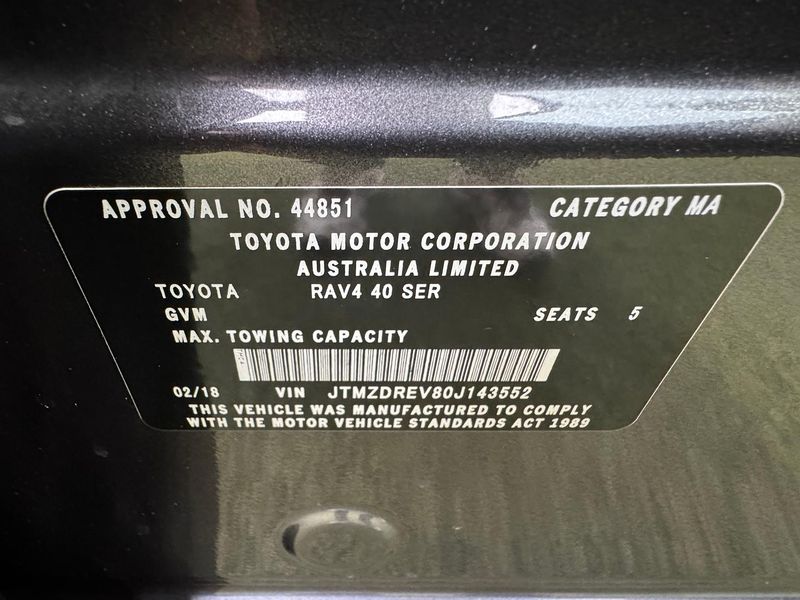 APPROVAL NO. 44851 CATEGORY MA
TOYOTA MOTOR CORPORATION
AUSTRALIA LIMITED
TOYOTA RAV4 40 SER
GVM SEATS 5
MAX. TOWING CAPACITY
02/18 VIN JTMZDREV80J143552
THIS VEHICLE WAS MANUFACTURED TO COMPLY
WITH THE MOTOR VEHICLE STANDARDS ACT 1989